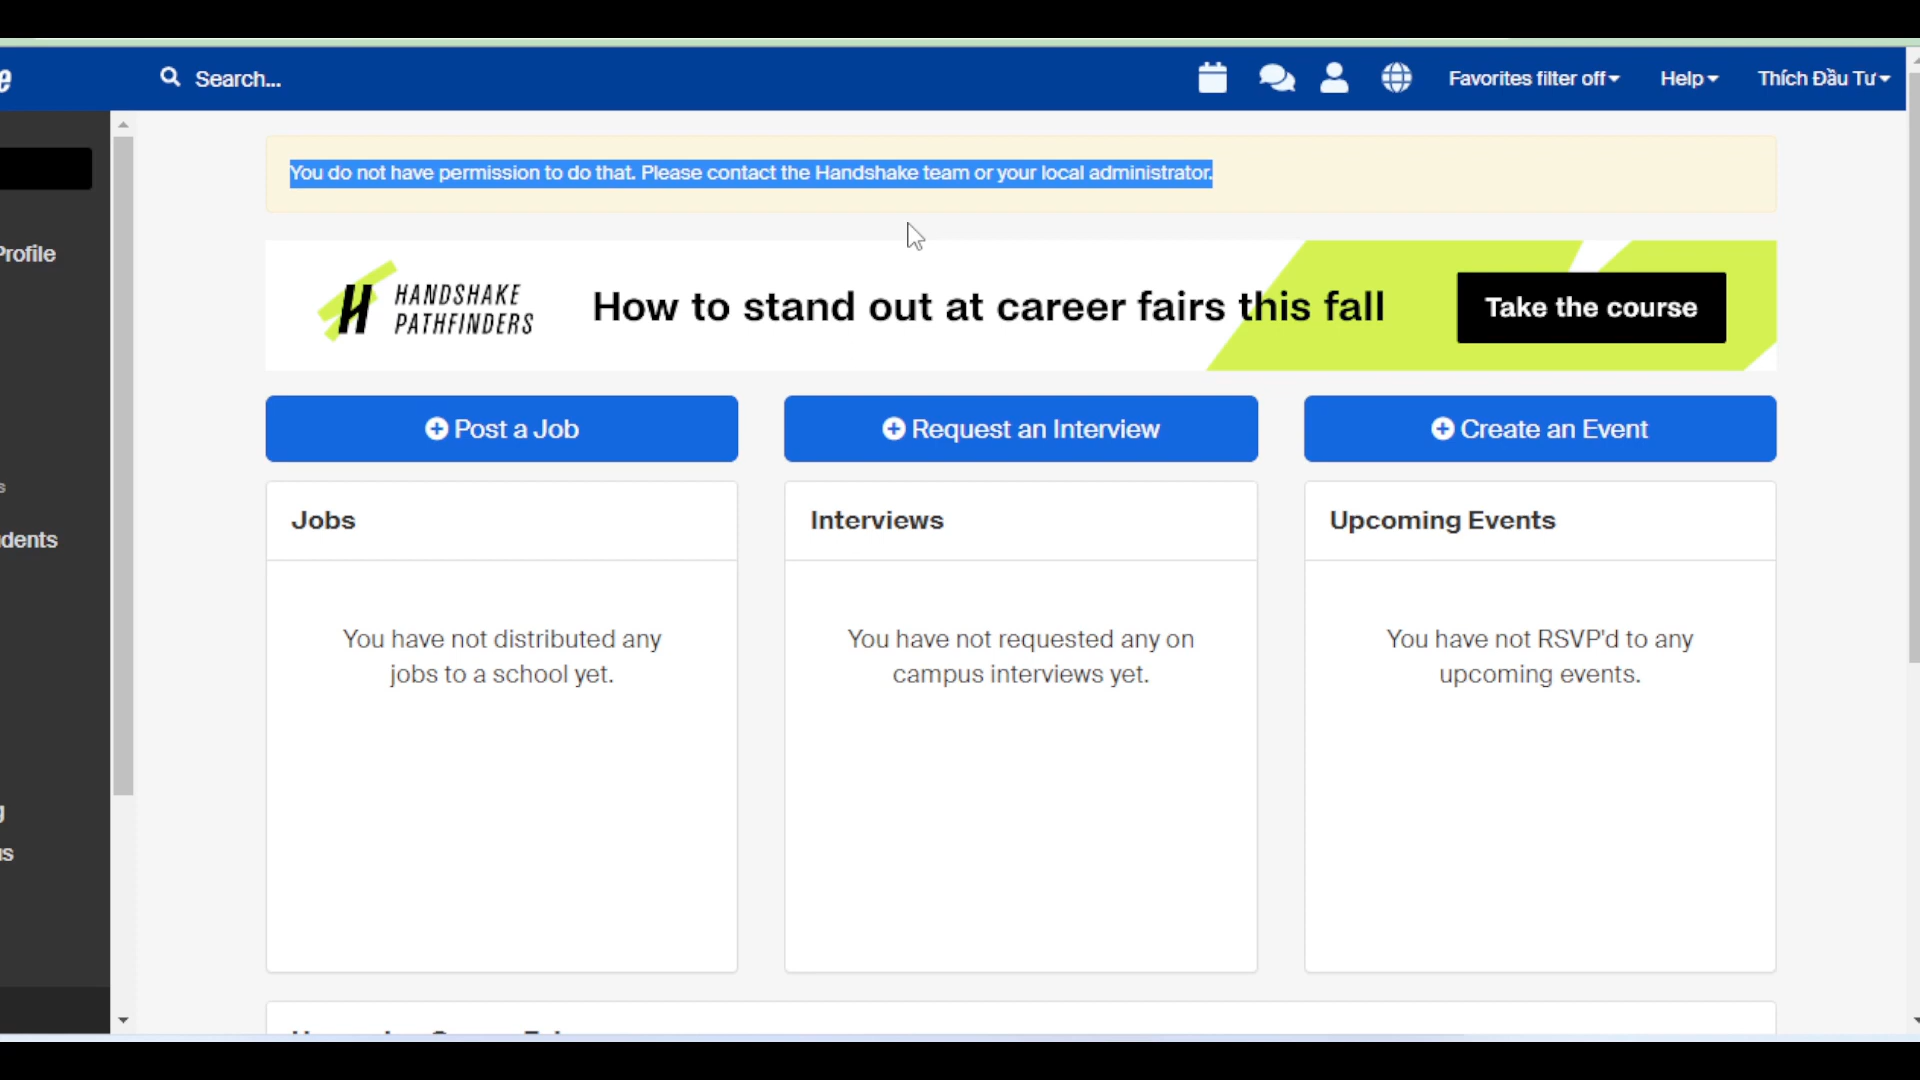 e
Search...
Favorites filter off
Help
Thích Đầu Tư
You do not have permission to do that. Please contact the Handshake team or your local administrator.
Profile
HANDSHAKE
PATHFINDERS
How to stand out at career fairs this fall
Take the course
Post a Job
Request an Interview
Create an Event
s
dents
Jobs
Interviews
Upcoming Events
You have not distributed any
jobs to a school yet.
You have not requested any on
campus interviews yet.
You have not RSVP'd to any
upcoming events.
g
us